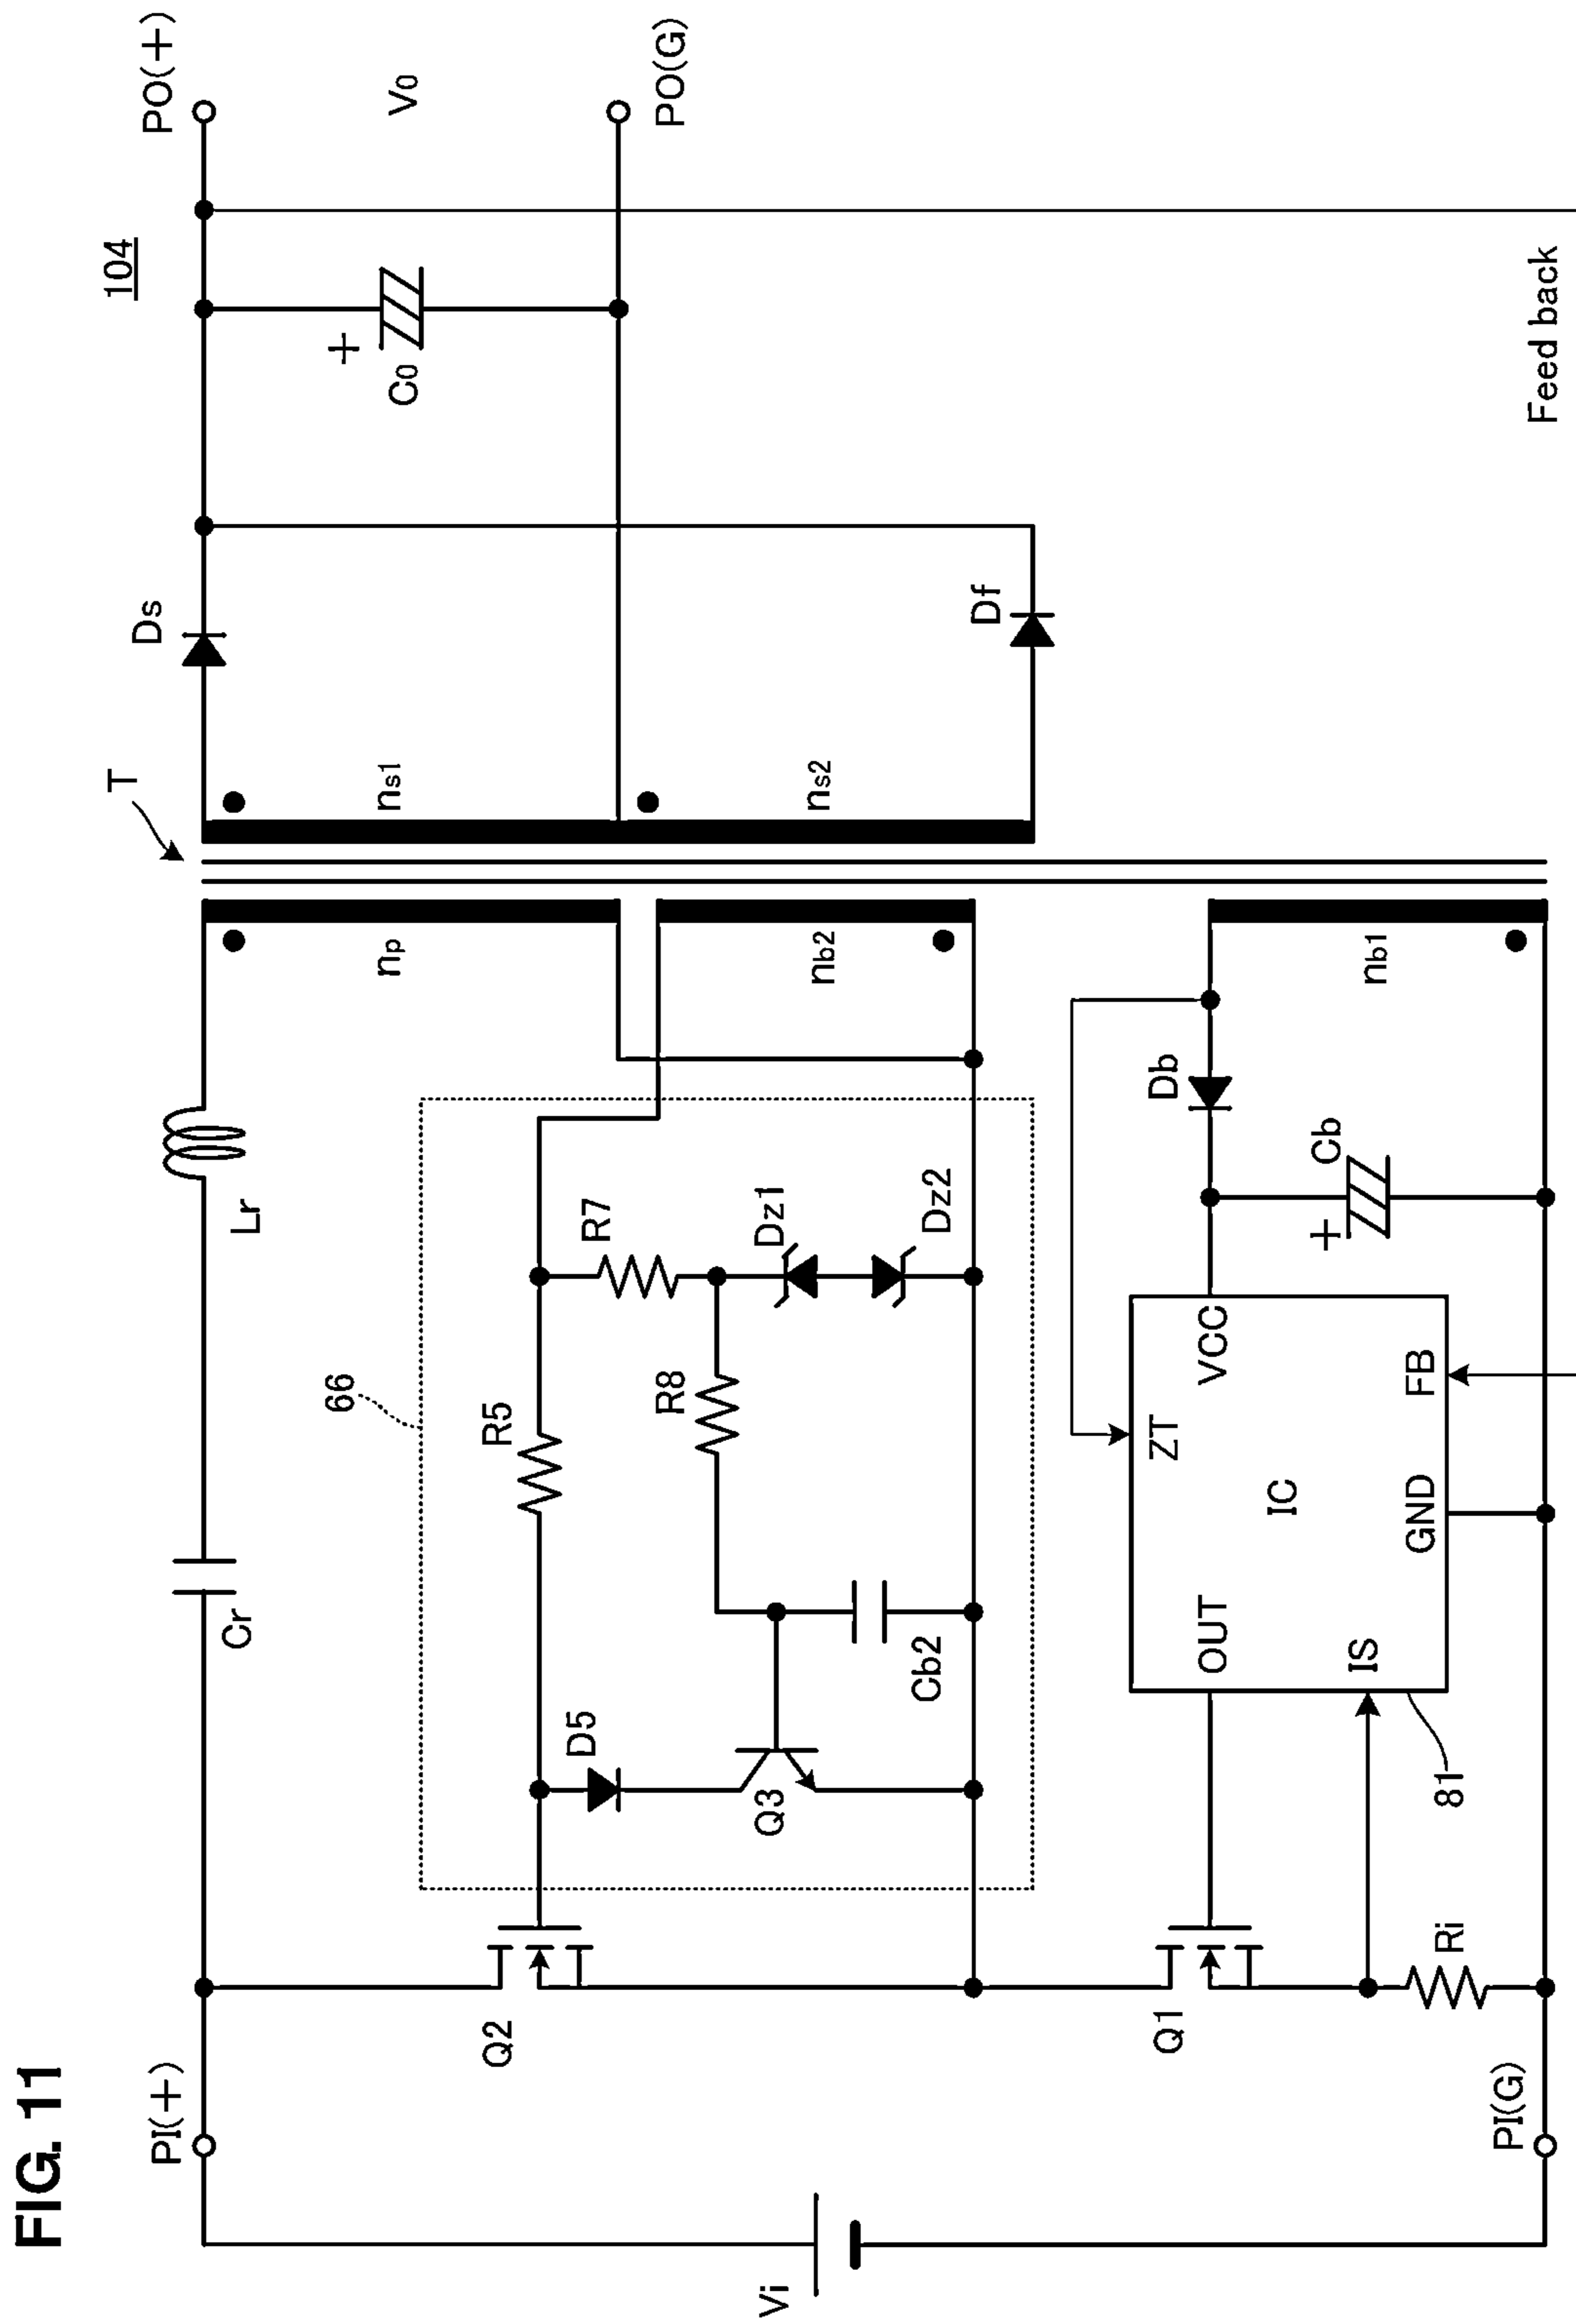 FIG. 11
104
T
PI(+)
Cr
Lr
Ds
PO(+)
66
np
ns1
C0
+
V0
Q2
D5
R5
R7
R8
Q3
Cb2
Dz1
Dz2
nb2
ns2
Df
PO(G)
Vi
Q1
OUT
ZT
VCC
IC
IS
GND
FB
81
Db
Cb
+
nb1
Ri
PI(G)
Feed back